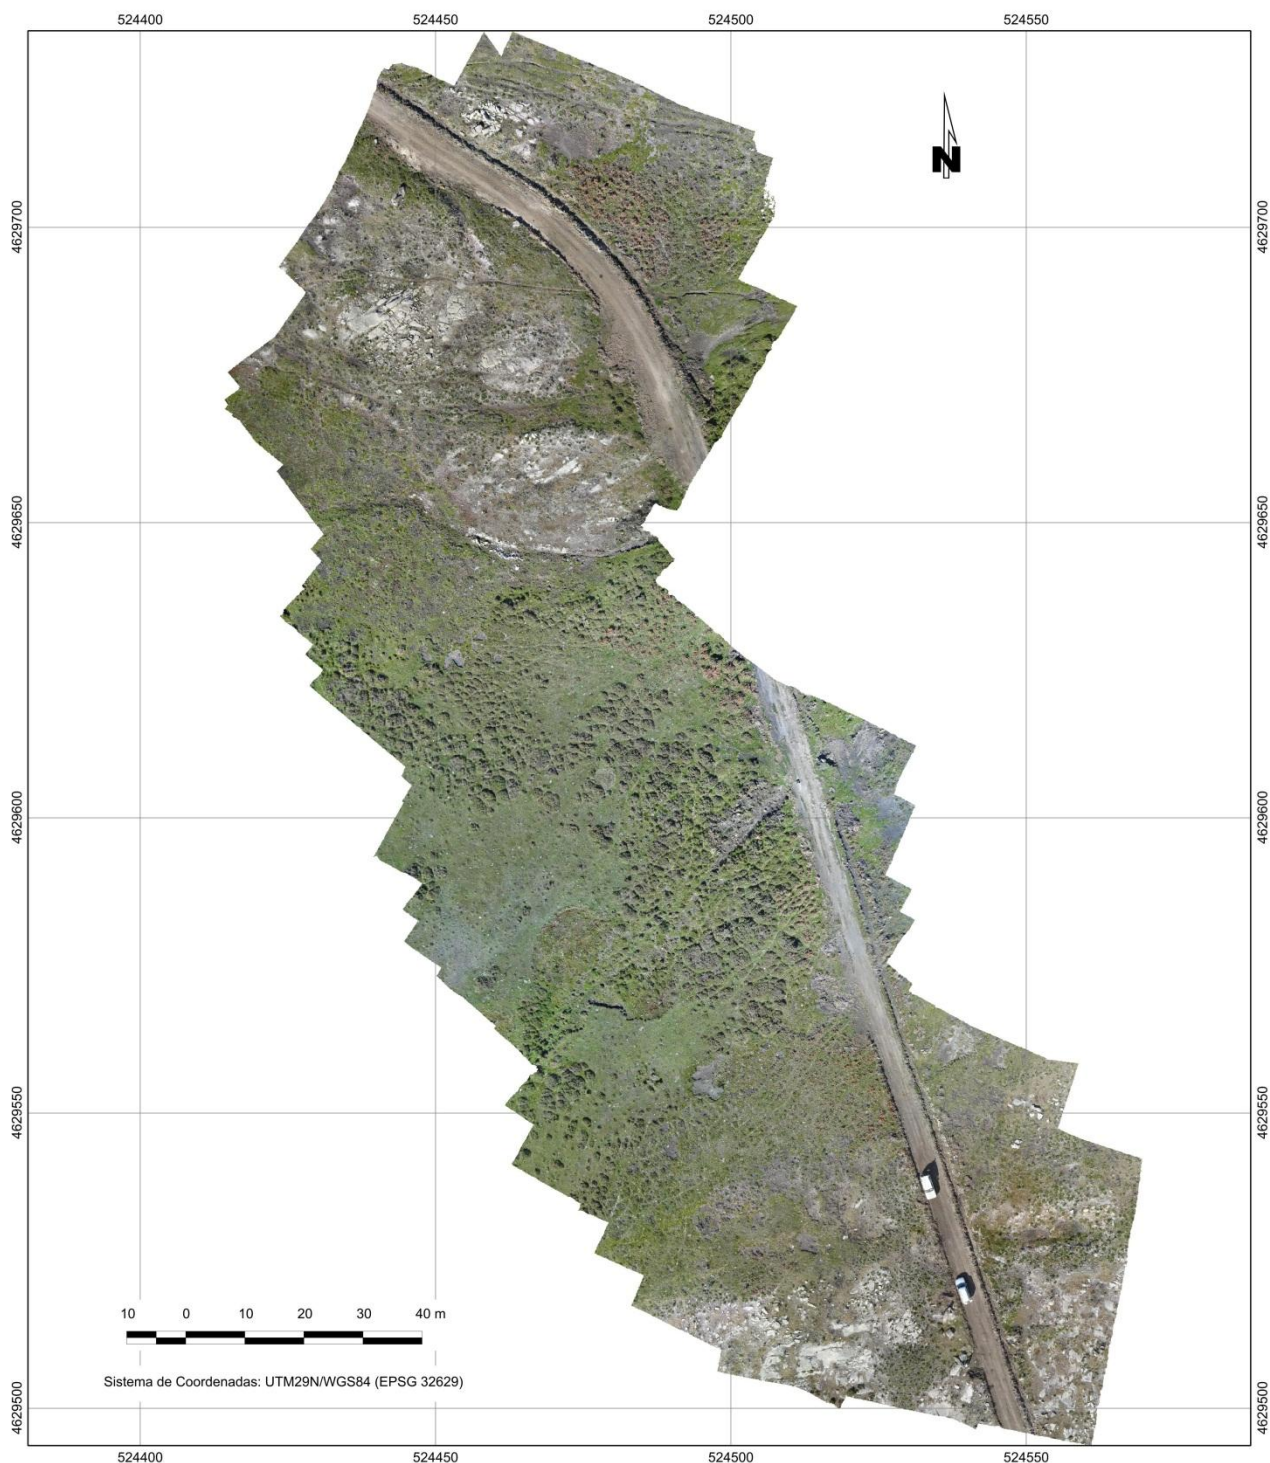 524400 524450 524500 524550
N
4629700 4629700
4629650 4629650
4629600 4629600
4629550 4629550
10 0 10 20 30 40 m
Sistema de Coordenadas: UTM29N/WGS84 (EPSG 32629)
4629500 4629500
524400 524450 524500 524550